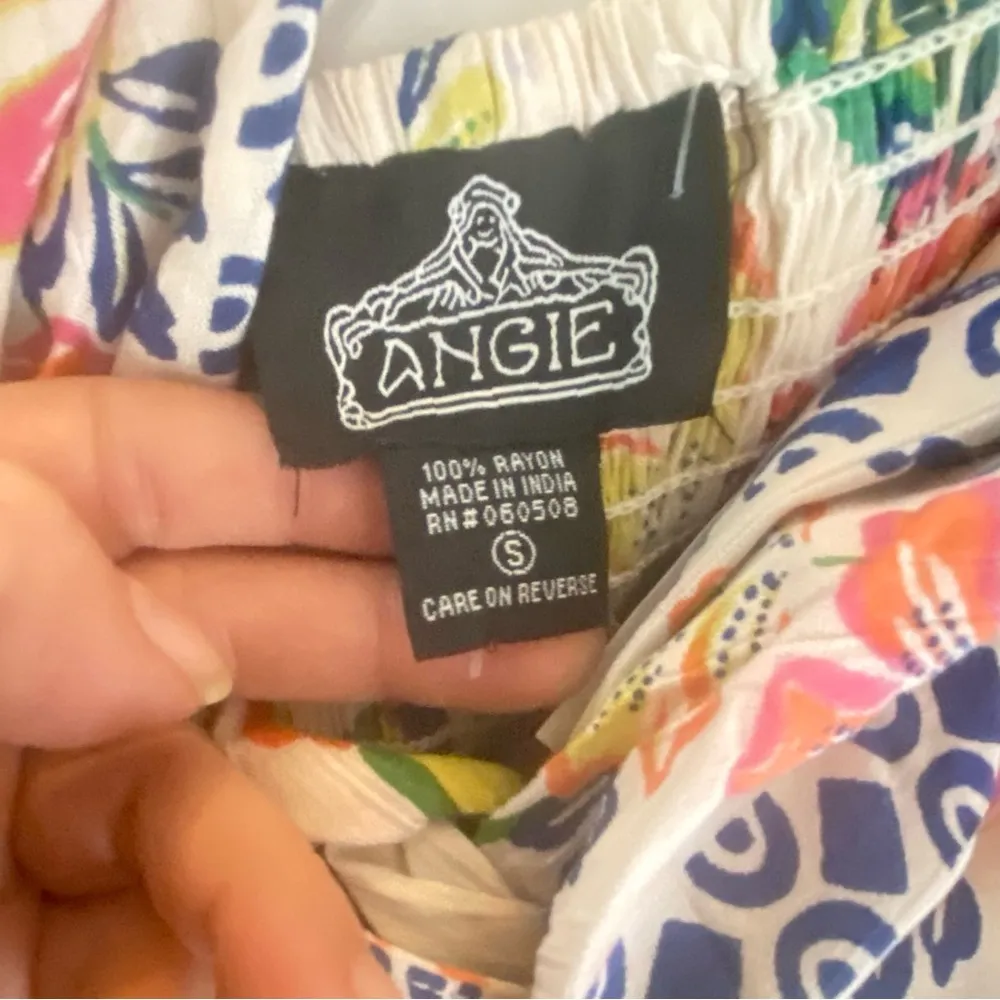 ANGIE
100% RAYON
MADE IN INDIA
RN#060508
S
CARE ON REVERSE